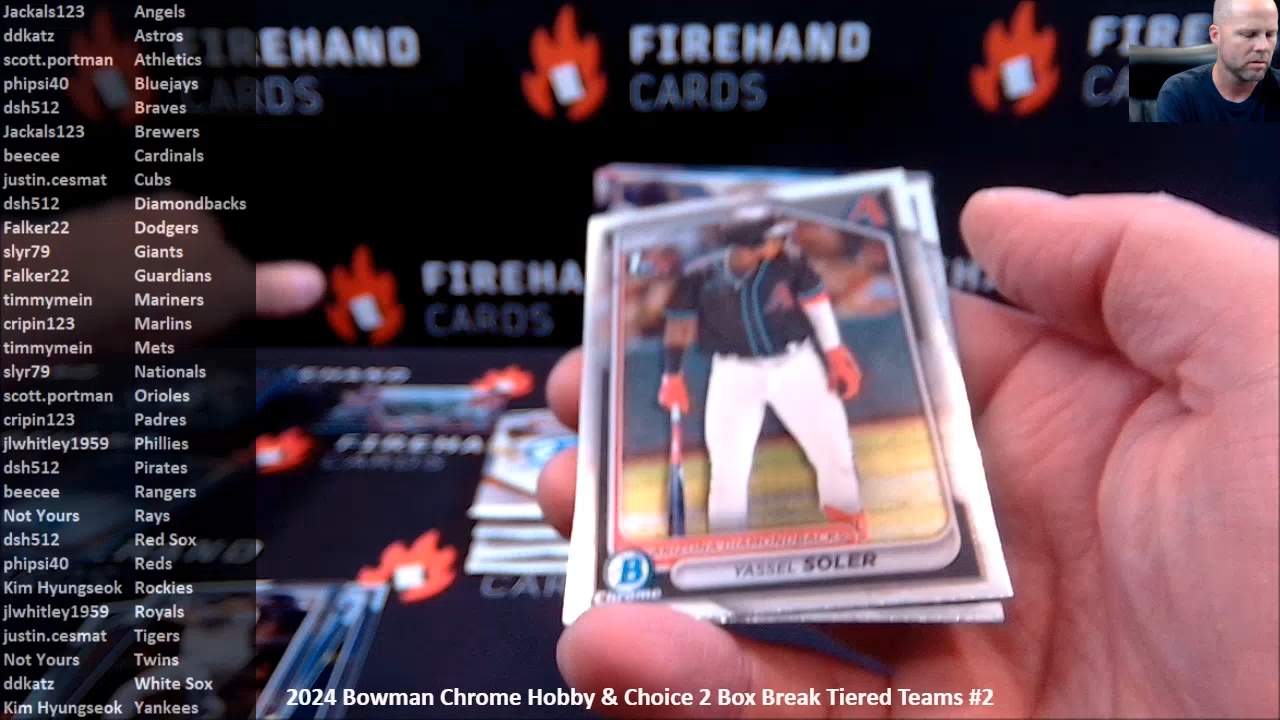 Jackals123 Angels
ddkatz Astros
scott.portman Athletics
phipsi40 Bluejays
dsh512 Braves
Jackals123 Brewers
beecee Cardinals
justin.cesmat Cubs
dsh512 Diamondbacks
Falker22 Dodgers
slyr79 Giants
Falker22 Guardians
timmymein Mariners
cripin123 Marlins
timmymein Mets
slyr79 Nationals
scott.portman Orioles
cripin123 Padres
jlwhitley1959 Phillies
dsh512 Pirates
beecee Rangers
Not Yours Rays
dsh512 Red Sox
phipsi40 Reds
Kim Hyungseok Rockies
jlwhitley1959 Royals
justin.cesmat Tigers
Not Yours Twins
ddkatz White Sox
Kim Hyungseok Yankees
FIREHAND
CARDS
FIREHAND
CARDS
FIREHA
CARDS
FIREHAND
CARDS
A
A
ARIZONA DIAMONDBACKS
YASSEL SOLER
B
Chrome
2024 Bowman Chrome Hobby & Choice 2 Box Break Tiered Teams #2